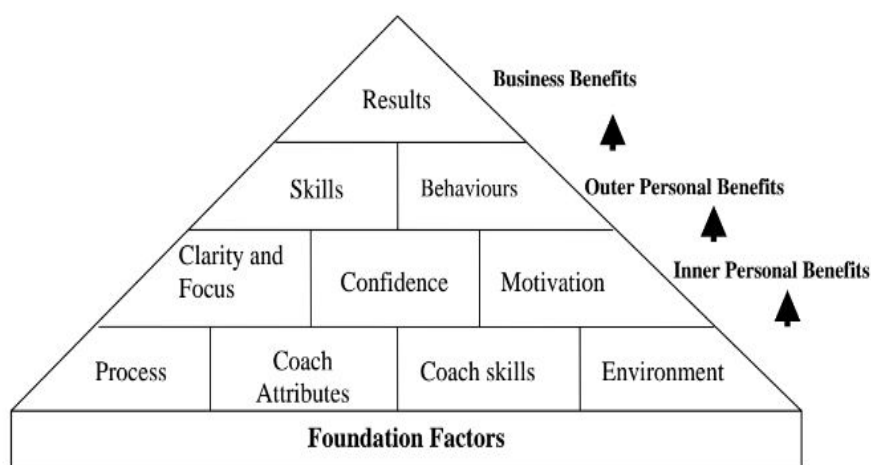 Business Benefits
Results
Outer Personal Benefits
Skills
Behaviours
Inner Personal Benefits
Clarity and
Focus
Confidence
Motivation
Process
Coach
Attributes
Coach skills
Environment
Foundation Factors